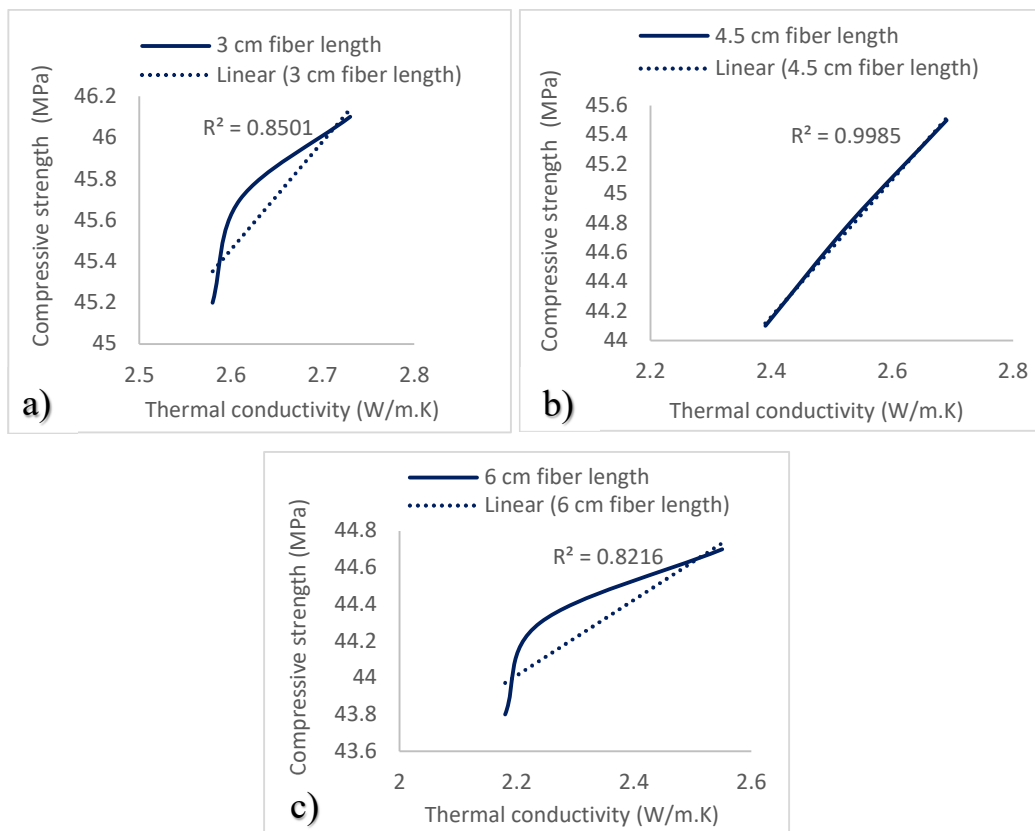 3 cm fiber length
Linear (3 cm fiber length)
Compressive strength (MPa)
46.2
46
45.8
45.6
45.4
45.2
45
R² = 0.8501
2.5 2.6 2.7 2.8
Thermal conductivity (W/m.K)
a)
4.5 cm fiber length
Linear (4.5 cm fiber length)
Compressive strength (MPa)
45.6
45.4
45.2
45
44.8
44.6
44.4
44.2
44
R² = 0.9985
2.2 2.4 2.6 2.8
Thermal conductivity (W/m.K)
b)
6 cm fiber length
Linear (6 cm fiber length)
Compressive strength (MPa)
44.8
44.6
44.4
44.2
44
43.8
43.6
R² = 0.8216
2 2.2 2.4 2.6
Thermal conductivity (W/m.K)
c)